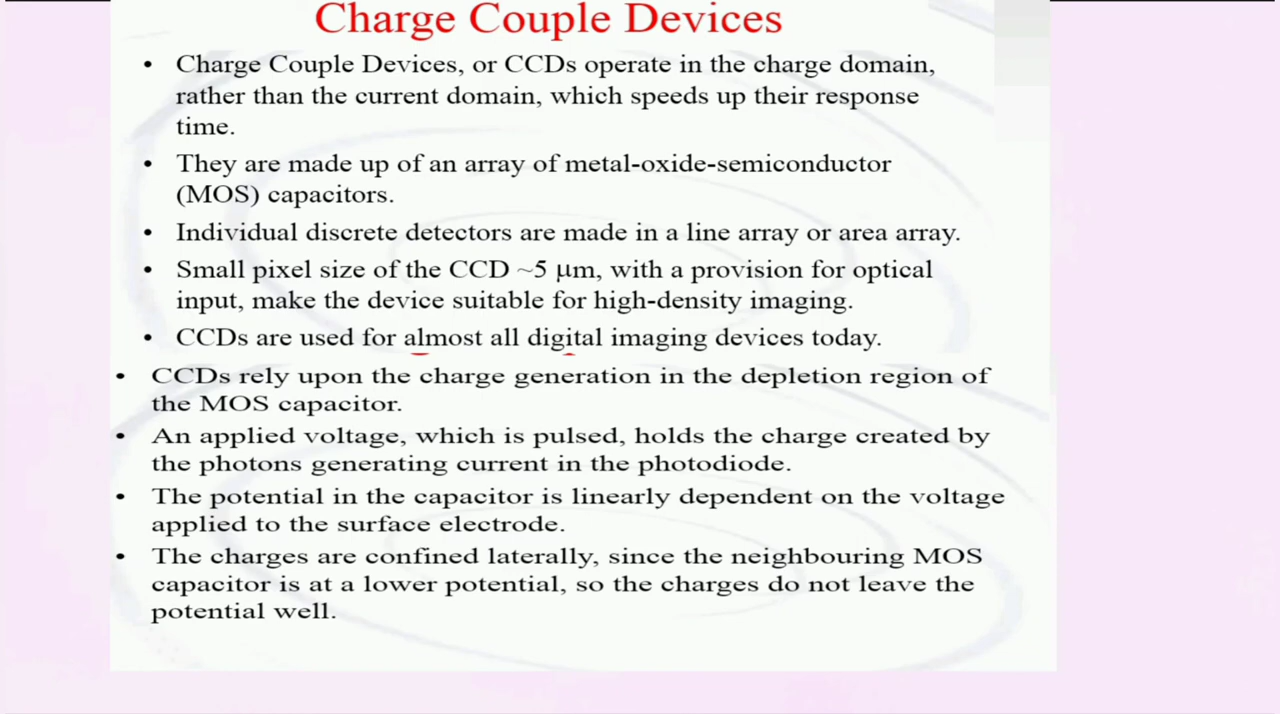 Charge Couple Devices
• Charge Couple Devices, or CCDs operate in the charge domain,
rather than the current domain, which speeds up their response
time.
• They are made up of an array of metal-oxide-semiconductor
(MOS) capacitors.
• Individual discrete detectors are made in a line array or area array.
• Small pixel size of the CCD ~5 µm, with a provision for optical
input, make the device suitable for high-density imaging.
• CCDs are used for almost all digital imaging devices today.
• CCDs rely upon the charge generation in the depletion region of
the MOS capacitor.
• An applied voltage, which is pulsed, holds the charge created by
the photons generating current in the photodiode.
• The potential in the capacitor is linearly dependent on the voltage
applied to the surface electrode.
• The charges are confined laterally, since the neighbouring MOS
capacitor is at a lower potential, so the charges do not leave the
potential well.